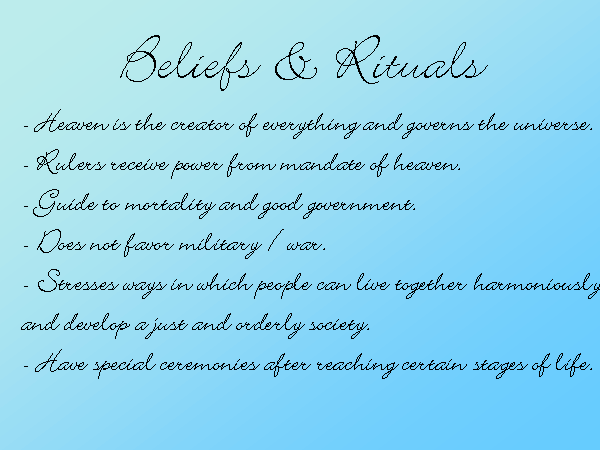 Beliefs & Rituals
- Heaven is the creator of everything and governs the universe.
- Rulers receive power from mandate of heaven.
- Guide to mortality and good government.
- Does not favor military / war.
- Stresses ways in which people can live together harmoniously
and develop a just and orderly society.
- Have special ceremonies after reaching certain stages of life.